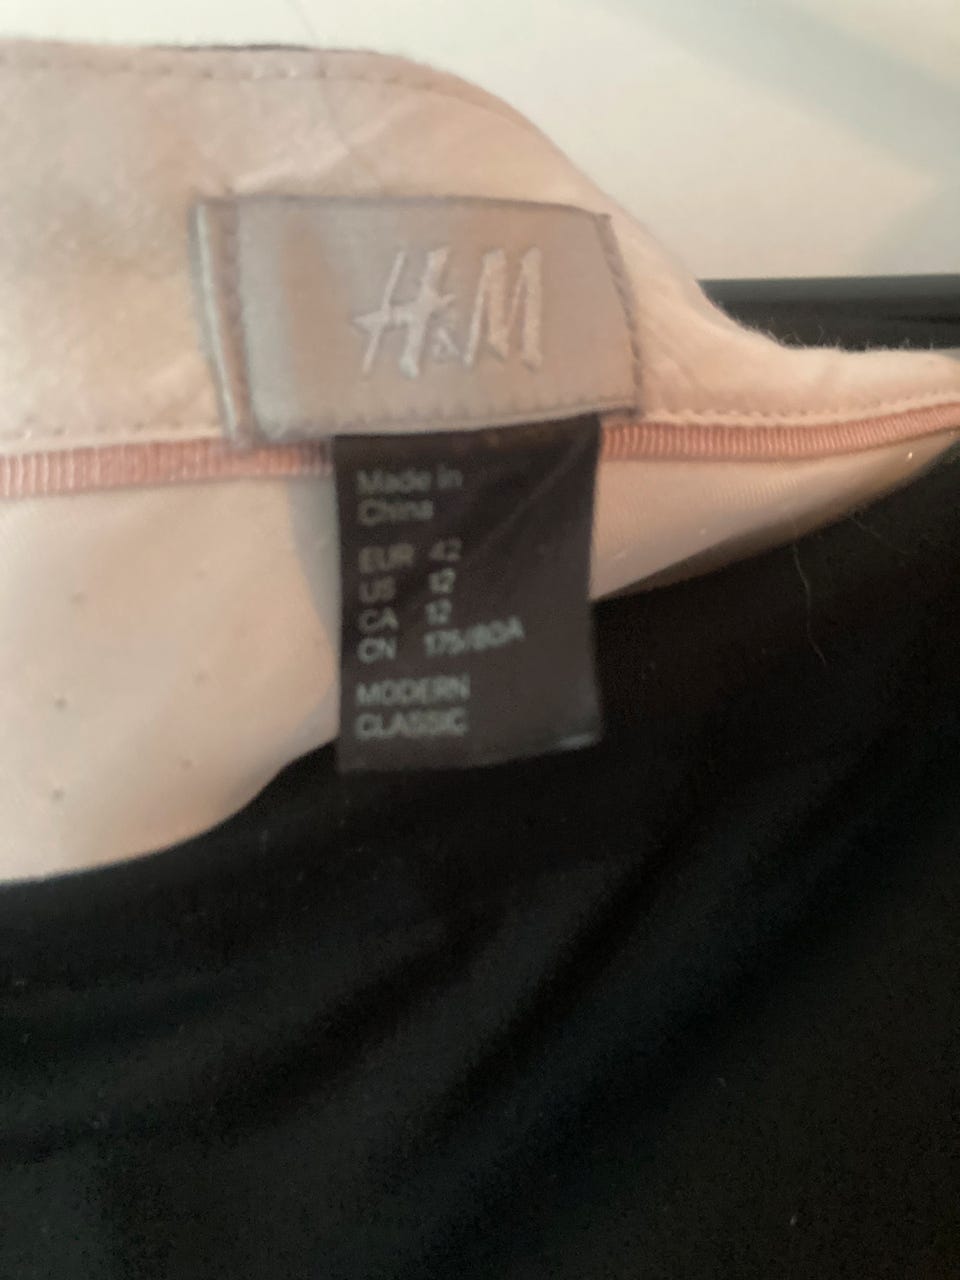 H&M
Made in
China
EUR 42
US 12
CA 12
CN 175/80A
MODERN
CLASSIC